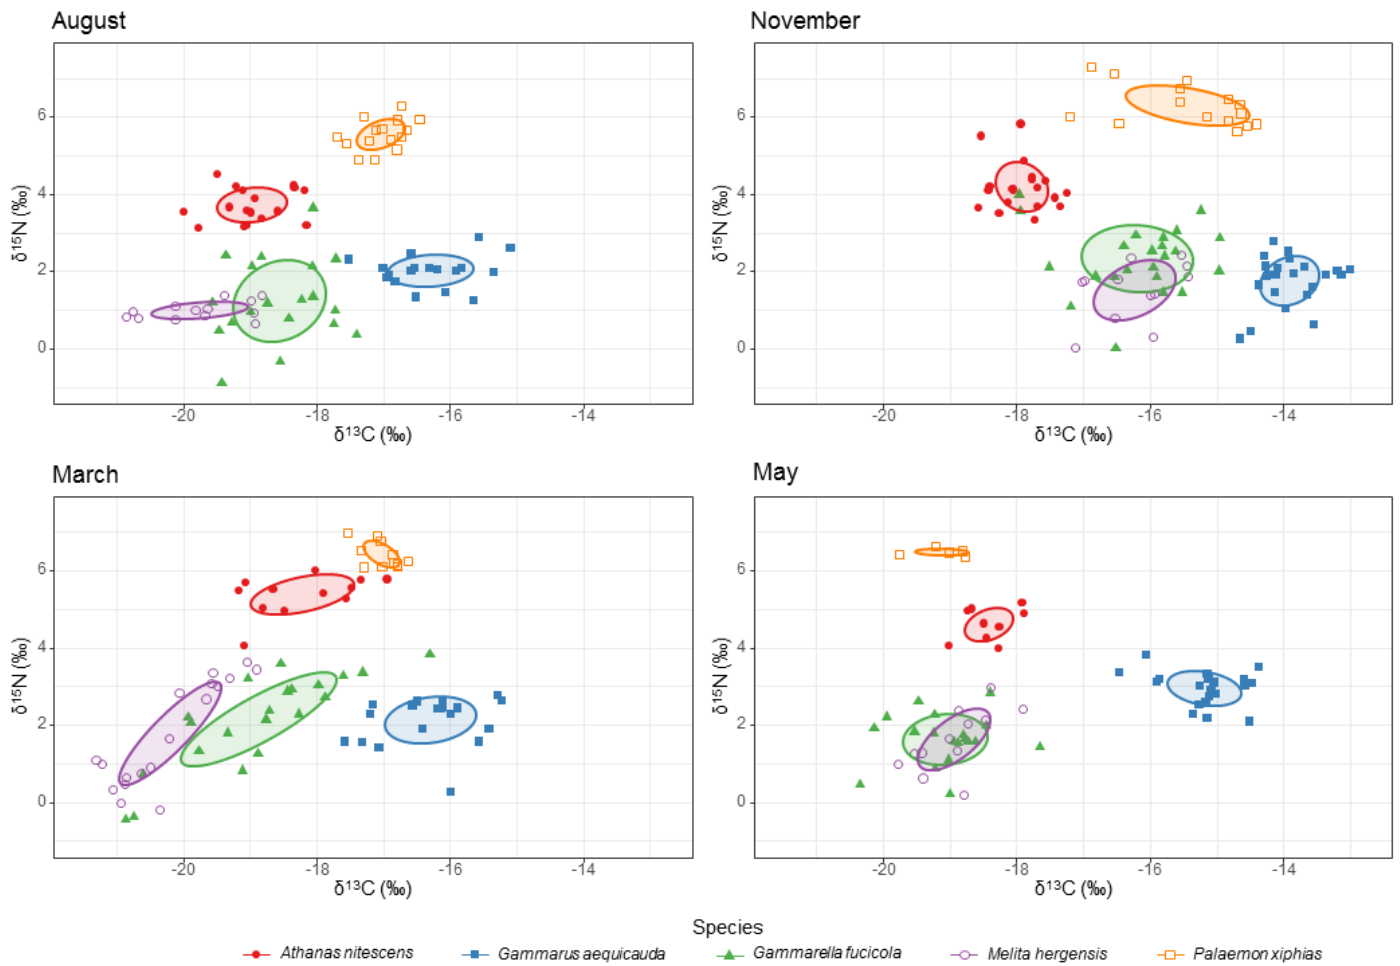 August
November
δ¹⁵N (‰)
6
4
2
0
-20
-18
-16
-14
δ¹³C (‰)
δ¹⁵N (‰)
6
4
2
0
-20
-18
-16
-14
δ¹³C (‰)
March
May
δ¹⁵N (‰)
6
4
2
0
-20
-18
-16
-14
δ¹³C (‰)
δ¹⁵N (‰)
6
4
2
0
-20
-18
-16
-14
δ¹³C (‰)
Species
Athanas nitescens
Gammarus aequicauda
Gammarella fucicola
Melita hergensis
Palaemon xiphias